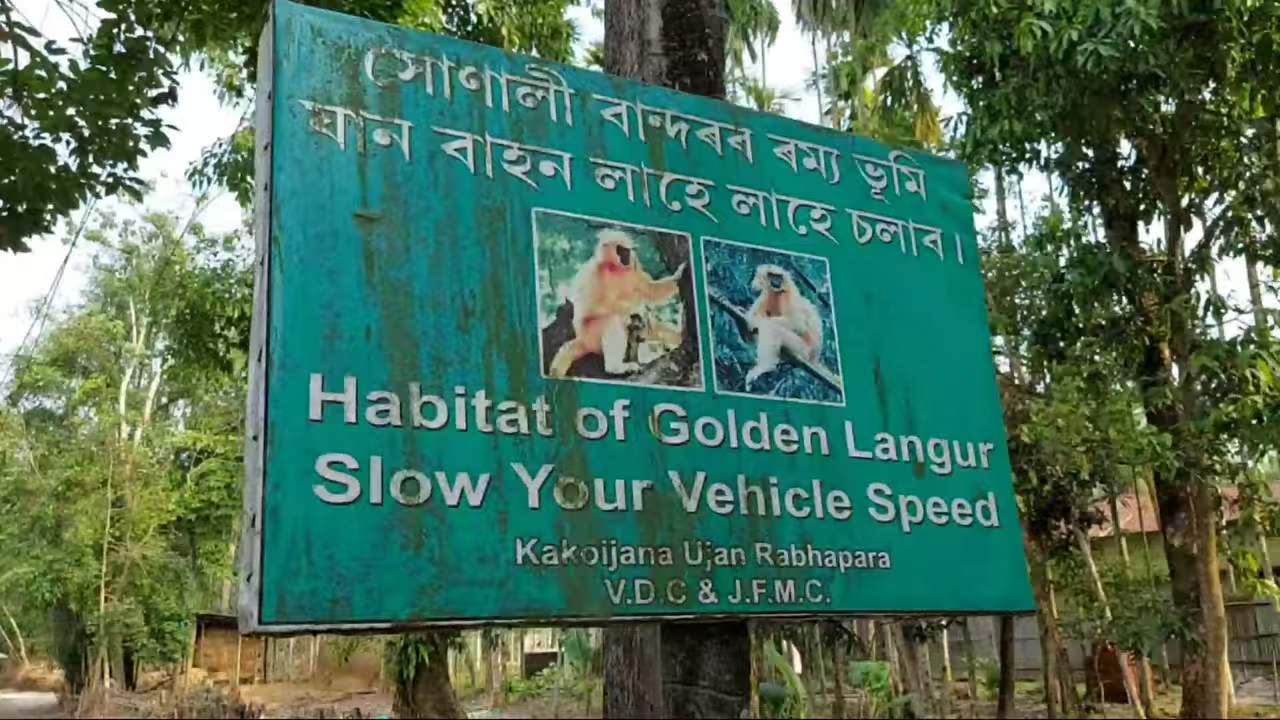 সোণালী বান্দৰৰ ৰম্য ভূমি
যান বাহন লাহে লাহে চলাব।
Habitat of Golden Langur
Slow Your Vehicle Speed
Kakoijana Ujan Rabhapara
V.D.C & J.F.M.C.